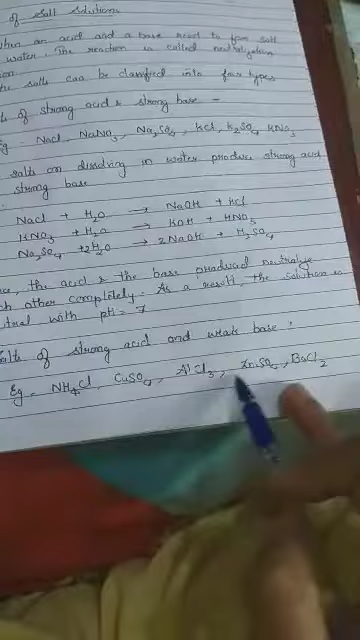 of Salt Solutions
When an acid and a base react to form salt
water. The reaction is called neutralization
salts can be classified into four types
of strong acid & strong base -
NaCl, NaNO3, Na2SO4, KCl, K2SO4, KNO3
salts on dissolving in water produce strong acid
strong base
NaCl + H2O → NaOH + HCl
KNO3 + H2O → KOH + HNO3
Na2SO4 + 2H2O → 2NaOH + H2SO4
the acid & the base produced neutralize
other completely. As a result, the solution is
with pH = 7
Salts of strong acid and weak base :
Eg - NH4Cl, CuSO4, AlCl3, ZnSO4, BaCl2